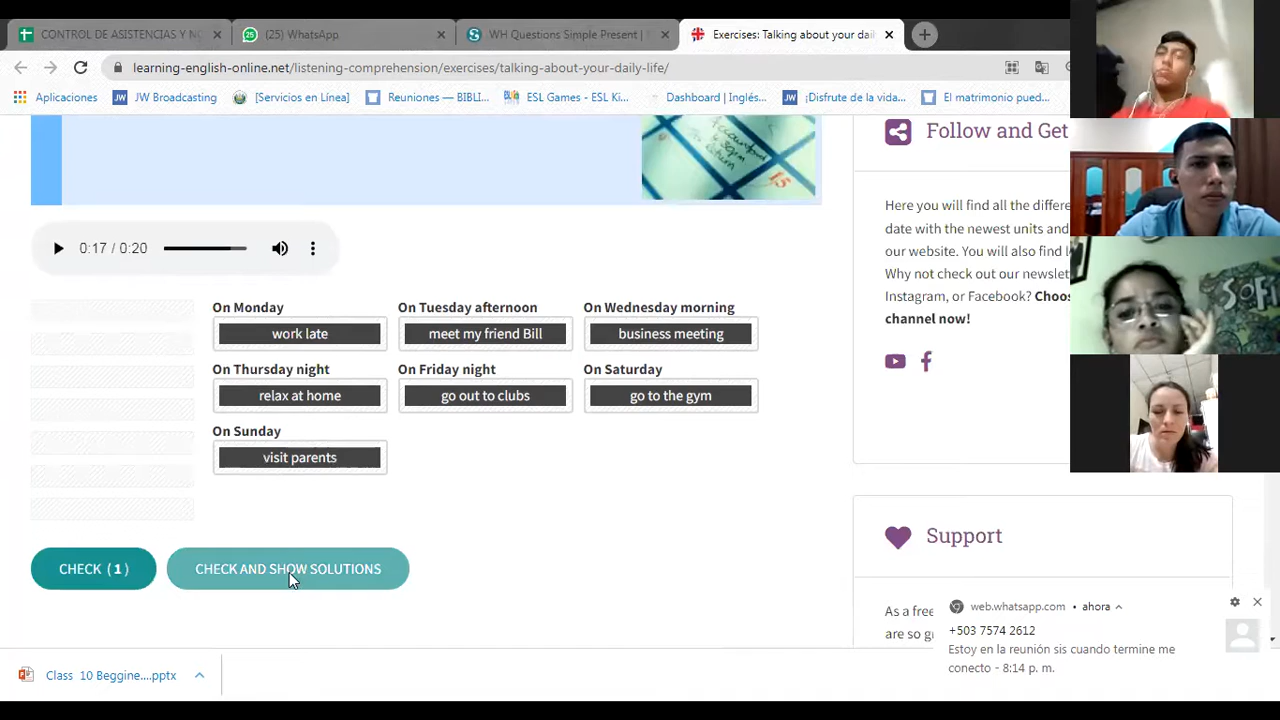 CONTROL DE ASISTENCIAS Y NO
(25) WhatsApp
WH Questions Simple Present |
Exercises: Talking about your dail
learning-english-online.net/listening-comprehension/exercises/talking-about-your-daily-life/
Aplicaciones
JW Broadcasting
[Servicios en Línea]
Reuniones — BIBLI...
ESL Games - ESL Ki...
Dashboard | Inglés...
¡Disfrute de la vida...
El matrimonio pued...
15
Follow and Get
Here you will find all the differe
date with the newest units and
our website. You will also find l
Why not check out our newslet
Instagram, or Facebook? Choos
channel now!
0:17 / 0:20
On Monday
work late
On Tuesday afternoon
meet my friend Bill
On Wednesday morning
business meeting
On Thursday night
relax at home
On Friday night
go out to clubs
On Saturday
go to the gym
On Sunday
visit parents
CHECK ( 1 )
CHECK AND SHOW SOLUTIONS
Support
As a free
are so gr
web.whatsapp.com • ahora
+503 7574 2612
Estoy en la reunión sis cuando termine me
conecto - 8:14 p. m.
Class 10 Beggine....pptx